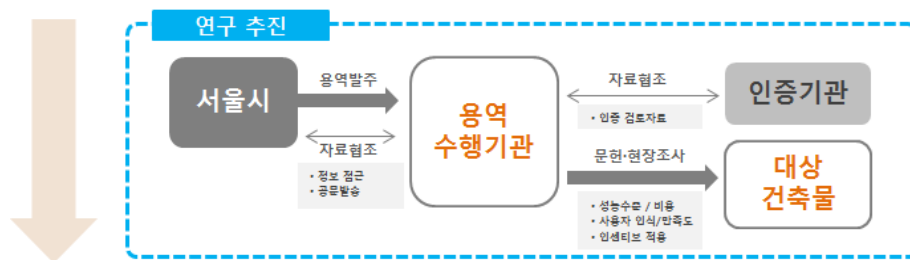 연구 추진
서울시
용역발주
자료협조
• 정보 접근
• 공문발송
용역
수행기관
자료협조
• 인증 검토자료
인증기관
문헌·현장조사
• 성능수준 / 비용
• 사용자 인식/만족도
• 인센티브 적용
대상
건축물